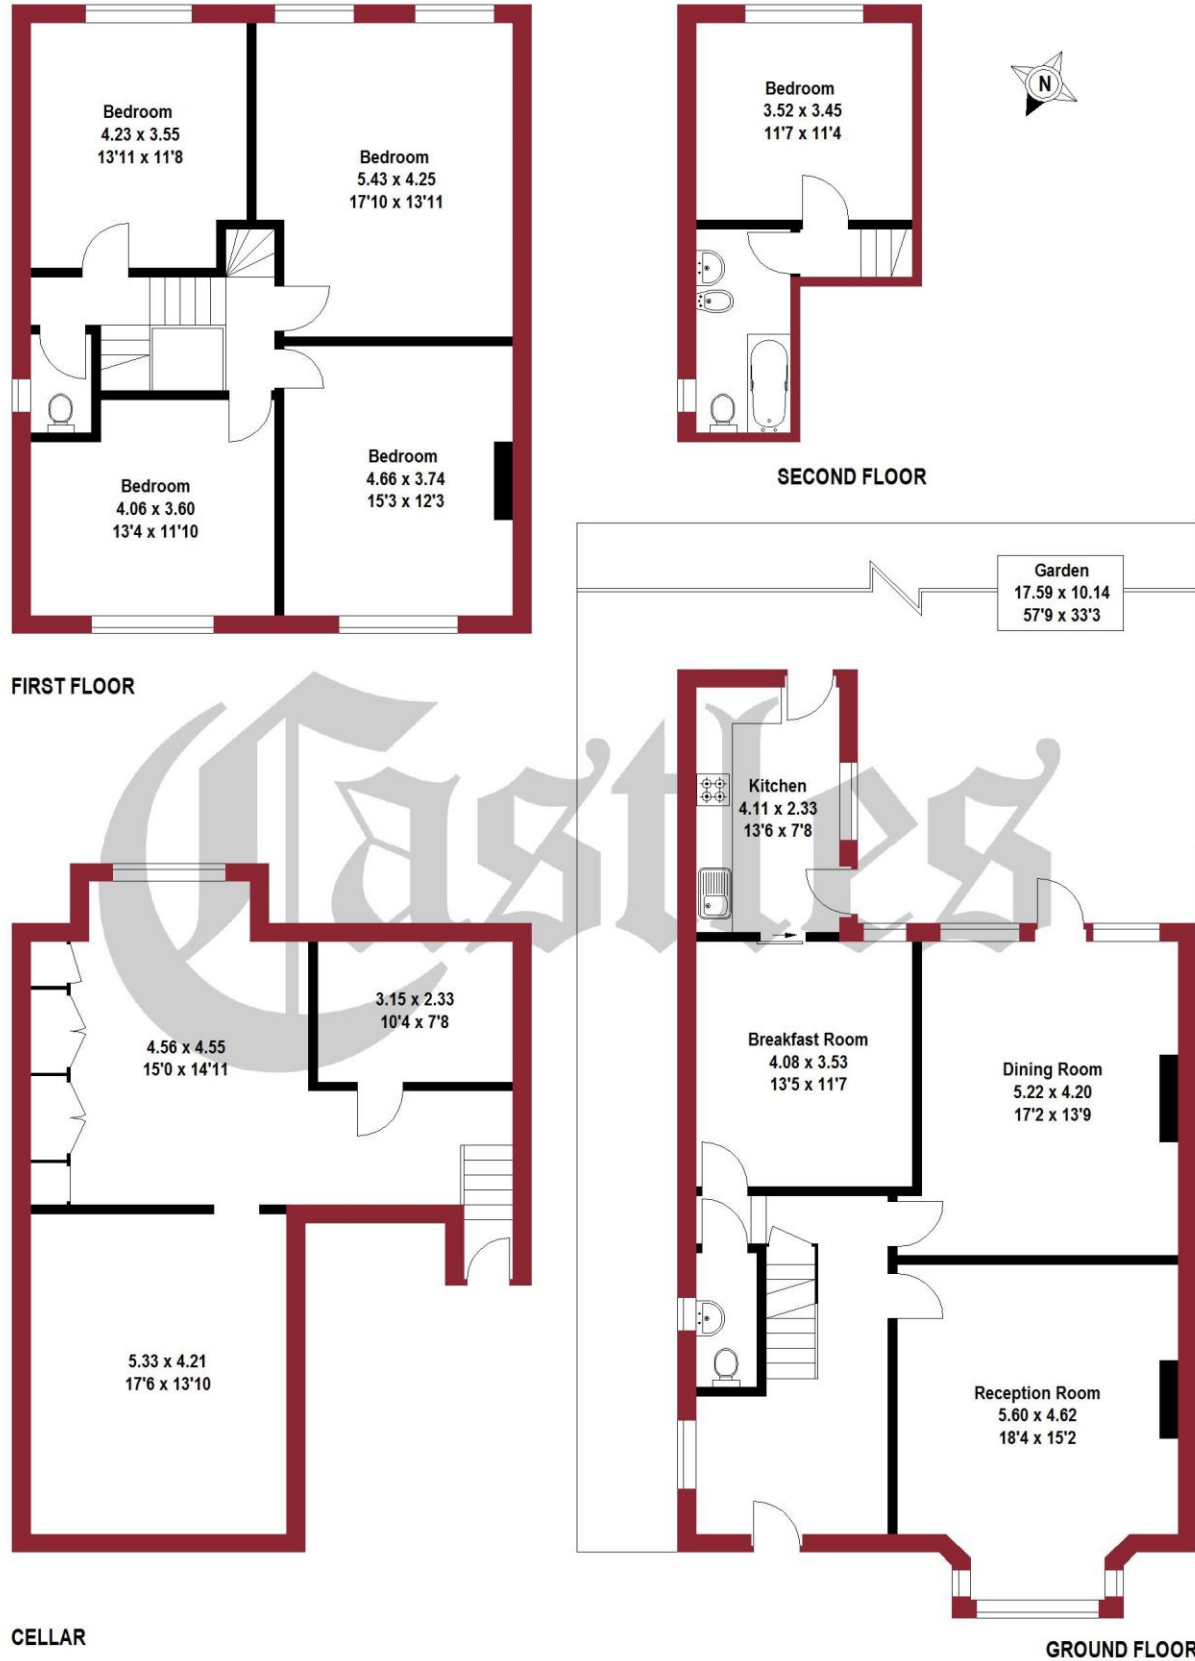 Bedroom
4.23 x 3.55
13'11 x 11'8
Bedroom
5.43 x 4.25
17'10 x 13'11
Bedroom
4.06 x 3.60
13'4 x 11'10
Bedroom
4.66 x 3.74
15'3 x 12'3
FIRST FLOOR
Bedroom
3.52 x 3.45
11'7 x 11'4
SECOND FLOOR
N
Garden
17.59 x 10.14
57'9 x 33'3
Castles
Kitchen
4.11 x 2.33
13'6 x 7'8
Breakfast Room
4.08 x 3.53
13'5 x 11'7
Dining Room
5.22 x 4.20
17'2 x 13'9
Reception Room
5.60 x 4.62
18'4 x 15'2
GROUND FLOOR
4.56 x 4.55
15'0 x 14'11
3.15 x 2.33
10'4 x 7'8
5.33 x 4.21
17'6 x 13'10
CELLAR